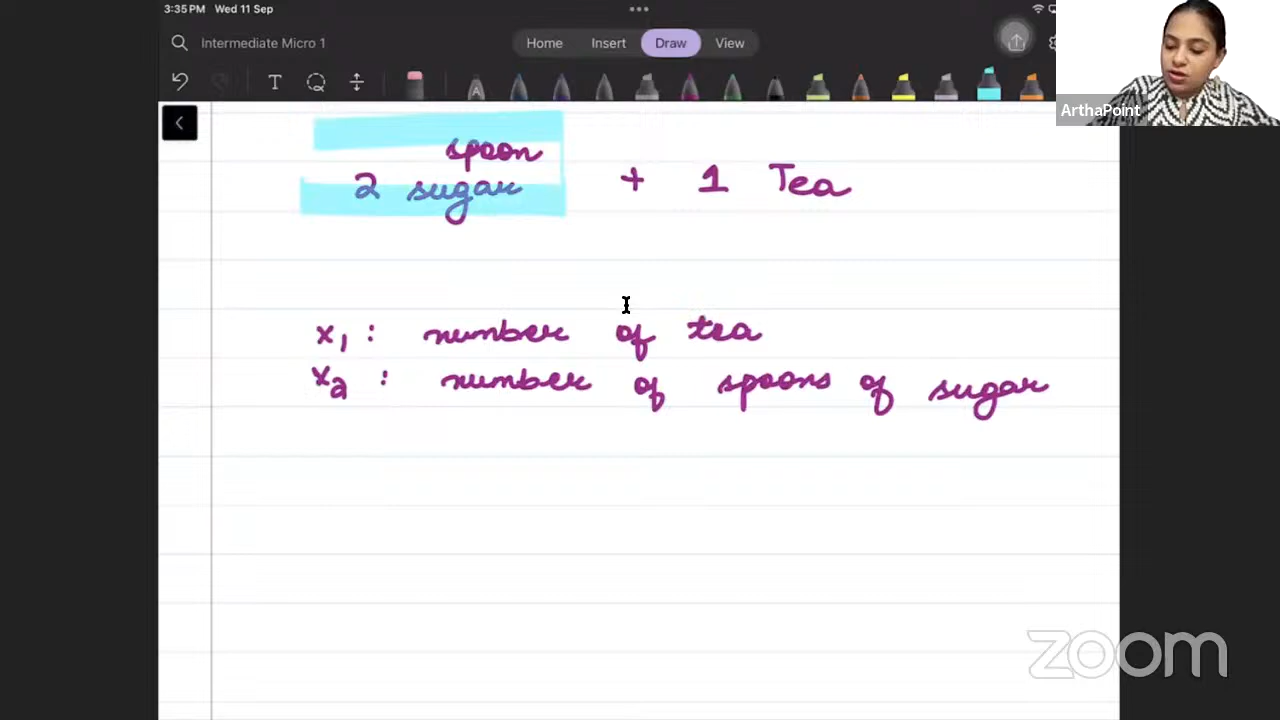 3:35 PM Wed 11 Sep
Intermediate Micro 1
Home Insert Draw View
T
A
ArthaPoint
spoon
2 sugar + 1 Tea
x₁ : number of tea
x₂ : number of spoons of sugar
zoom